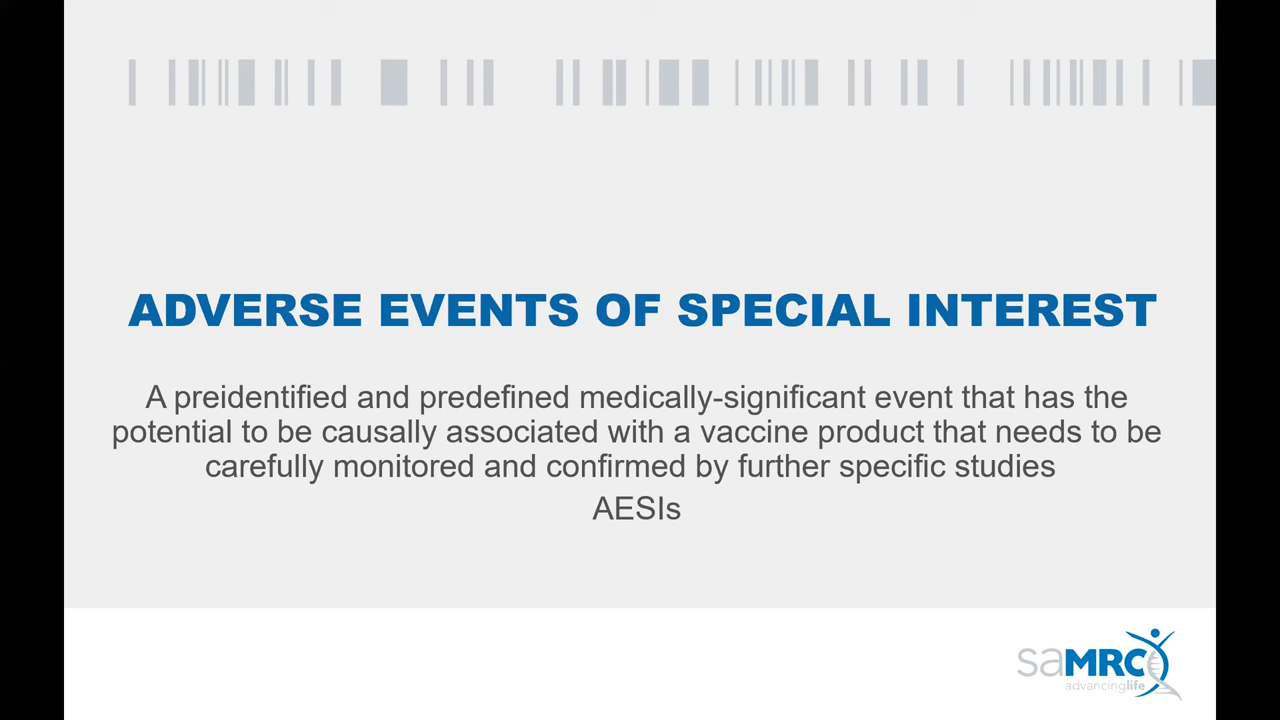 ADVERSE EVENTS OF SPECIAL INTEREST
A preidentified and predefined medically-significant event that has the
potential to be causally associated with a vaccine product that needs to be
carefully monitored and confirmed by further specific studies
AESIs
saMRC
advancinglife